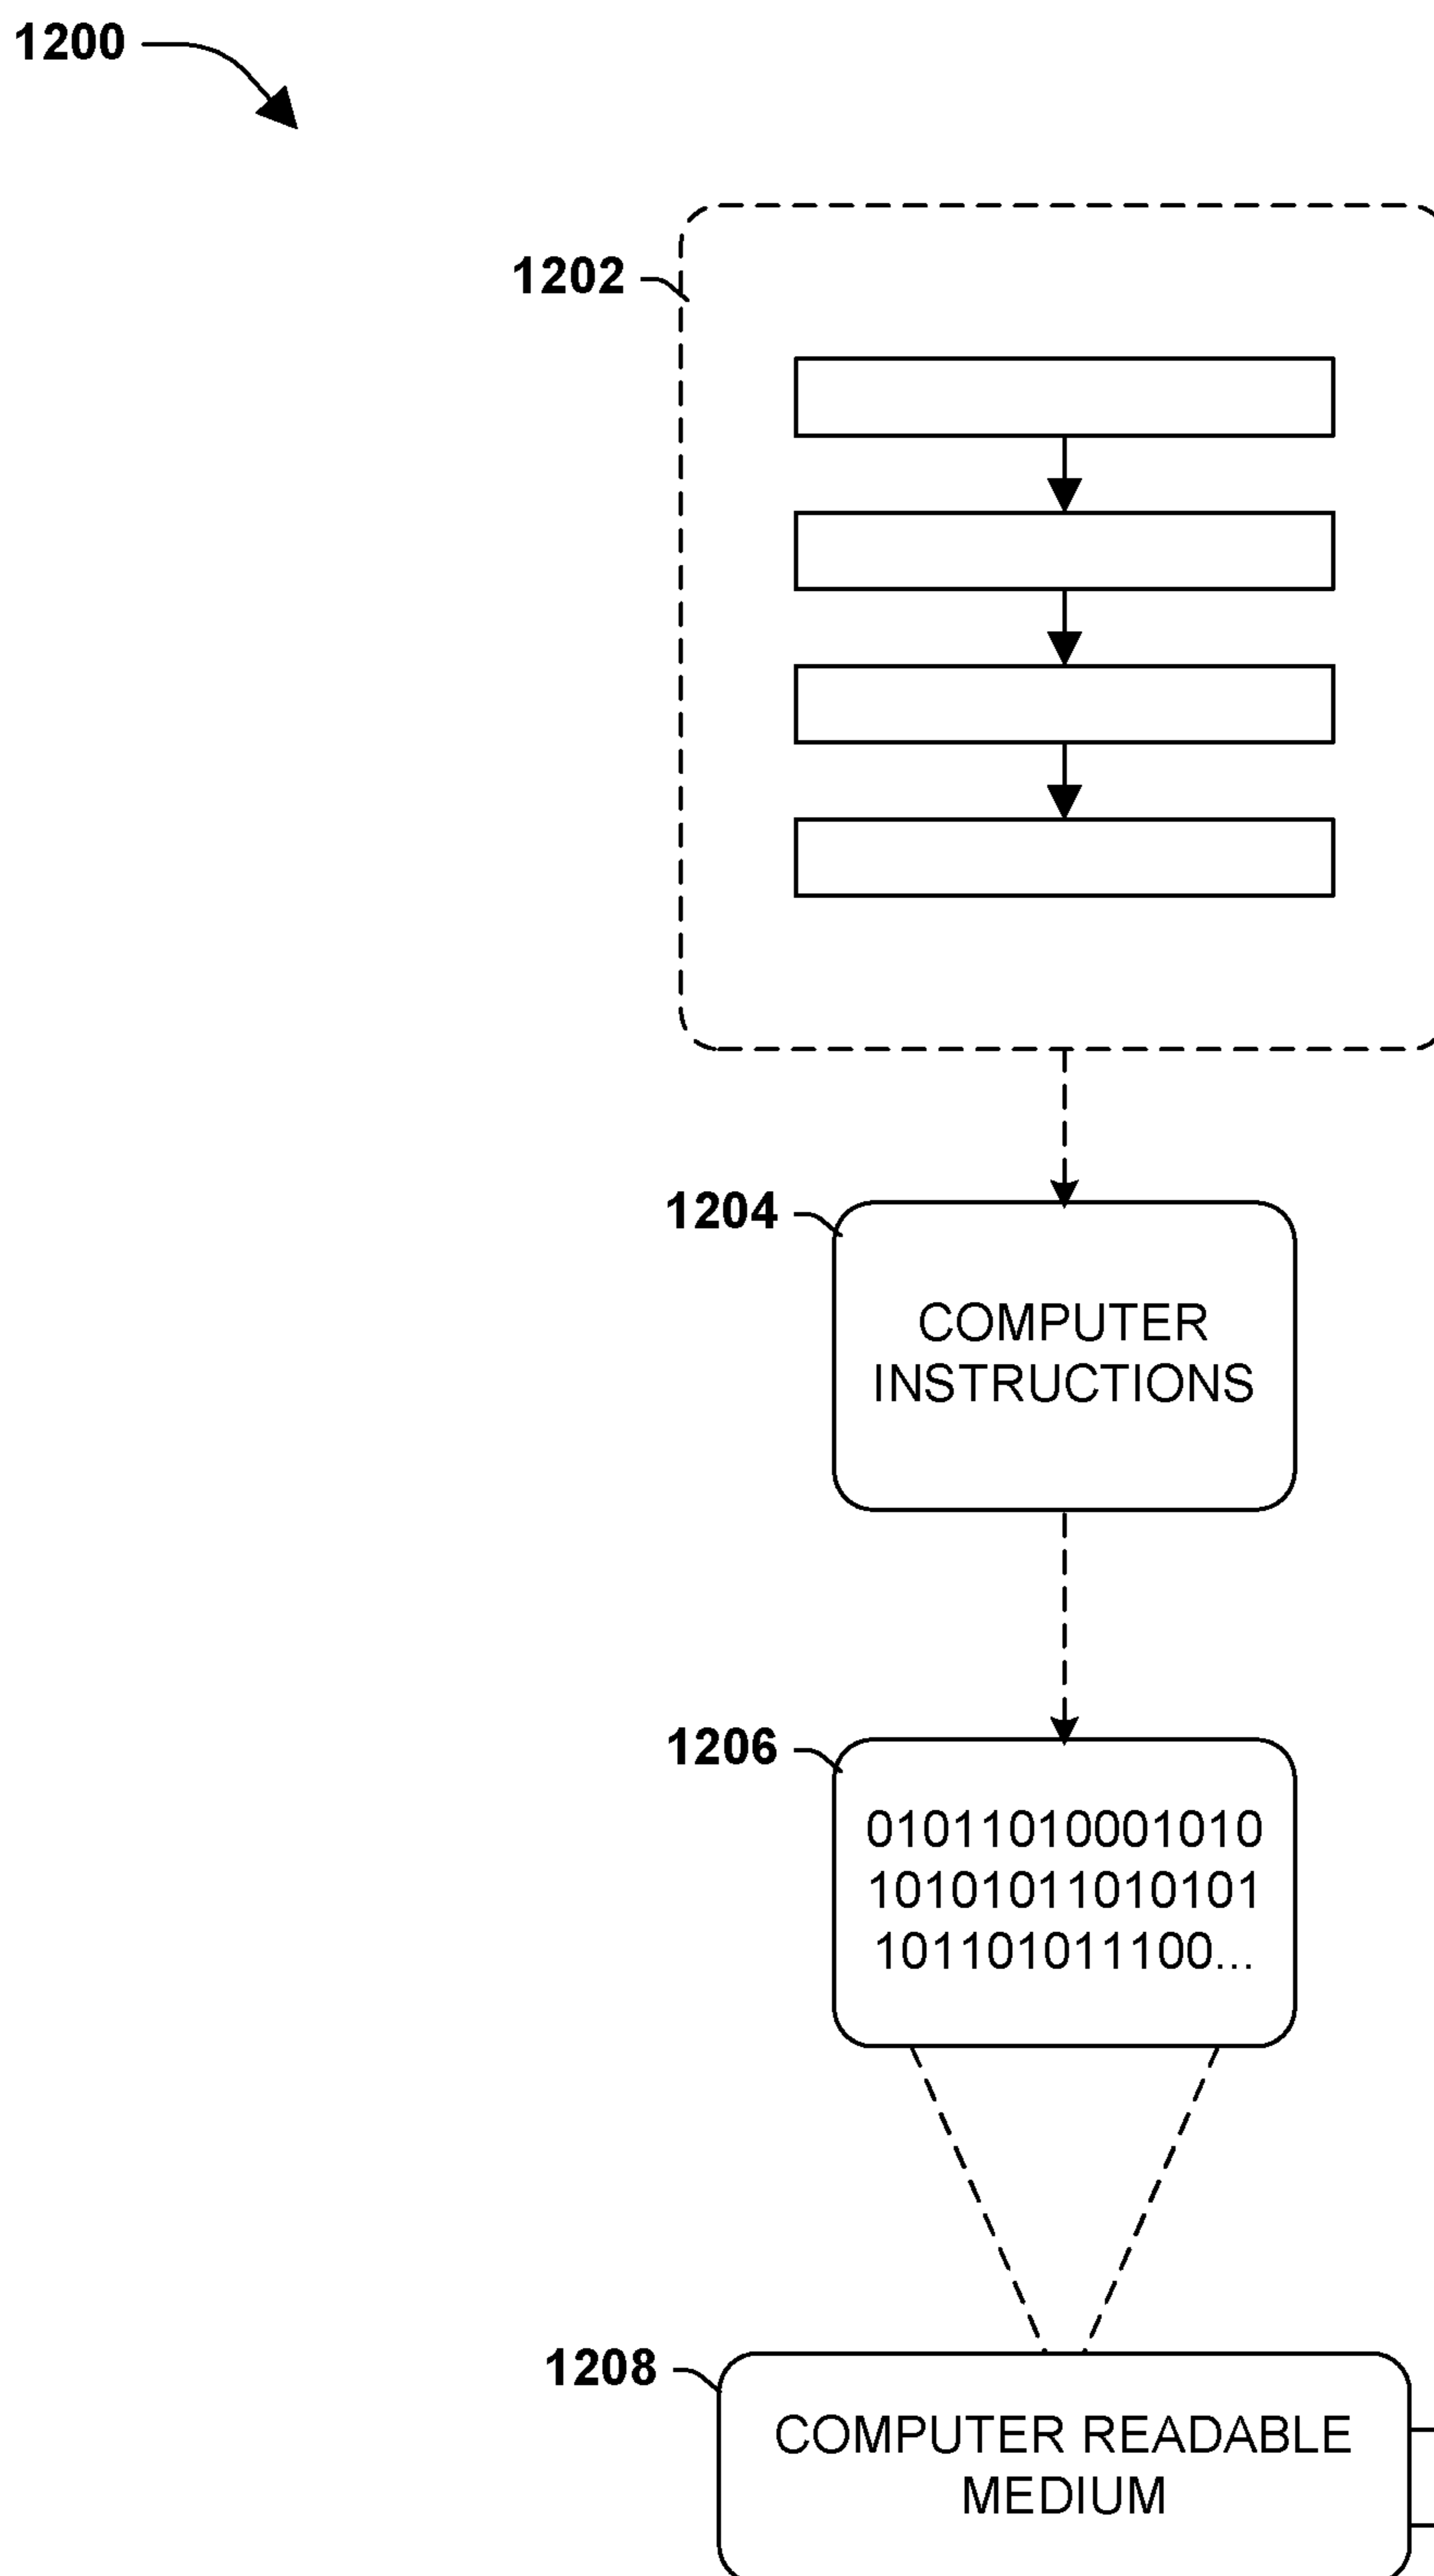 1200
1202
1204
COMPUTER
INSTRUCTIONS
1206
01011010001010
10101011010101
101101011100...
1208
COMPUTER READABLE
MEDIUM